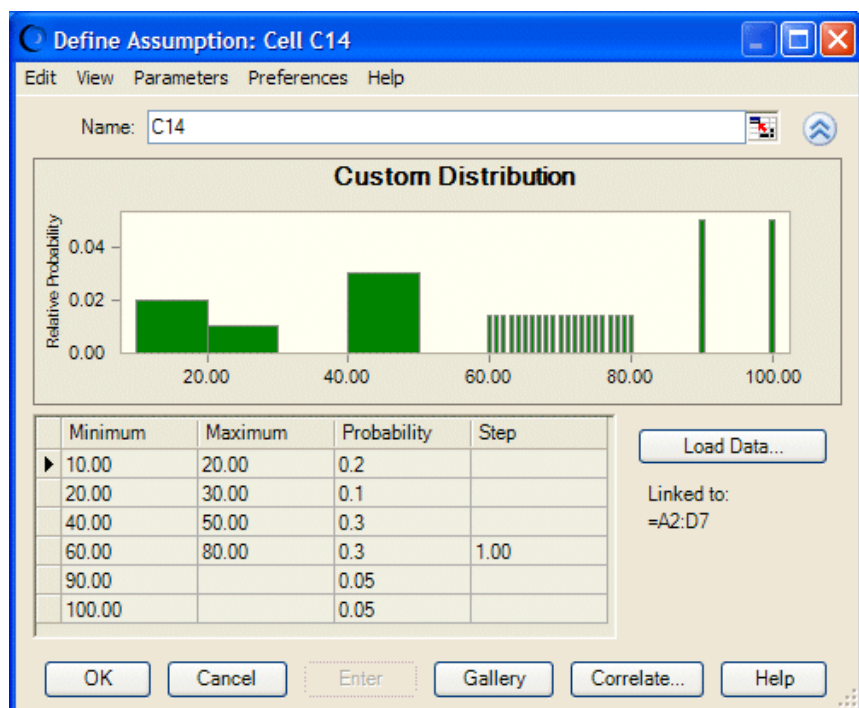 Define Assumption: Cell C14
Edit View Parameters Preferences Help
Name: C14
Custom Distribution
Relative Probability
0.04
0.02
0.00
20.00 40.00 60.00 80.00 100.00
Minimum Maximum Probability Step
10.00 20.00 0.2
20.00 30.00 0.1
40.00 50.00 0.3
60.00 80.00 0.3 1.00
90.00 0.05
100.00 0.05
Load Data...
Linked to:
=A2:D7
OK Cancel Enter Gallery Correlate... Help